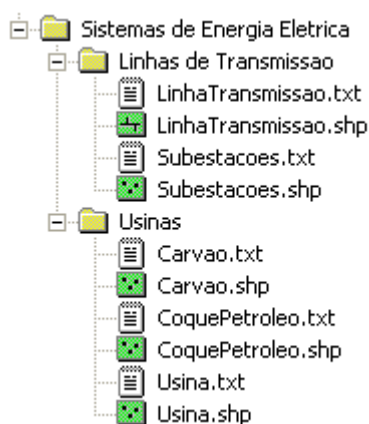 Sistemas de Energia Eletrica
Linhas de Transmissao
LinhaTransmissao.txt
LinhaTransmissao.shp
Subestacoes.txt
Subestacoes.shp
Usinas
Carvao.txt
Carvao.shp
CoquePetroleo.txt
CoquePetroleo.shp
Usina.txt
Usina.shp